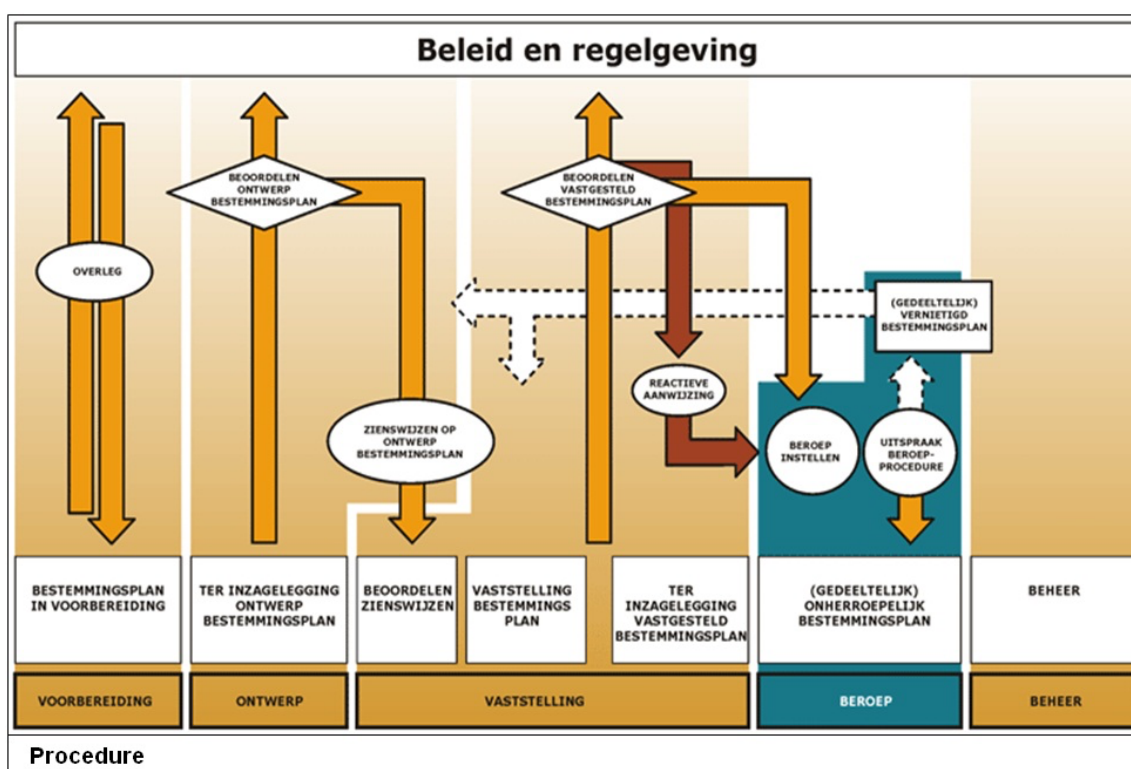 Beleid en regelgeving
BEOORDELEN
ONTWERP
BESTEMMINGSPLAN
BEOORDELEN
VASTGESTELD
BESTEMMINGSPLAN
OVERLEG
(GEDEELTELIJK)
VERNIETIGD
BESTEMMINGSPLAN
REACTIEVE
AANWIJZING
ZIENSWIJZEN OP
ONTWERP
BESTEMMINGSPLAN
BEROEP
INSTELLEN
UITSPRAAK
BEROEP-
PROCEDURE
BESTEMMINGSPLAN
IN VOORBEREIDING
TER INZAGELEGGING
ONTWERP
BESTEMMINGSPLAN
BEOORDELEN
ZIENSWIJZEN
VASTSTELLING
BESTEMMINGS
PLAN
TER
INZAGELEGGING
VASTGESTELD
BESTEMMINGSPLAN
(GEDEELTELIJK)
ONHERROEPELIJK
BESTEMMINGSPLAN
BEHEER
VOORBEREIDING
ONTWERP
VASTSTELLING
BEROEP
BEHEER
Procedure